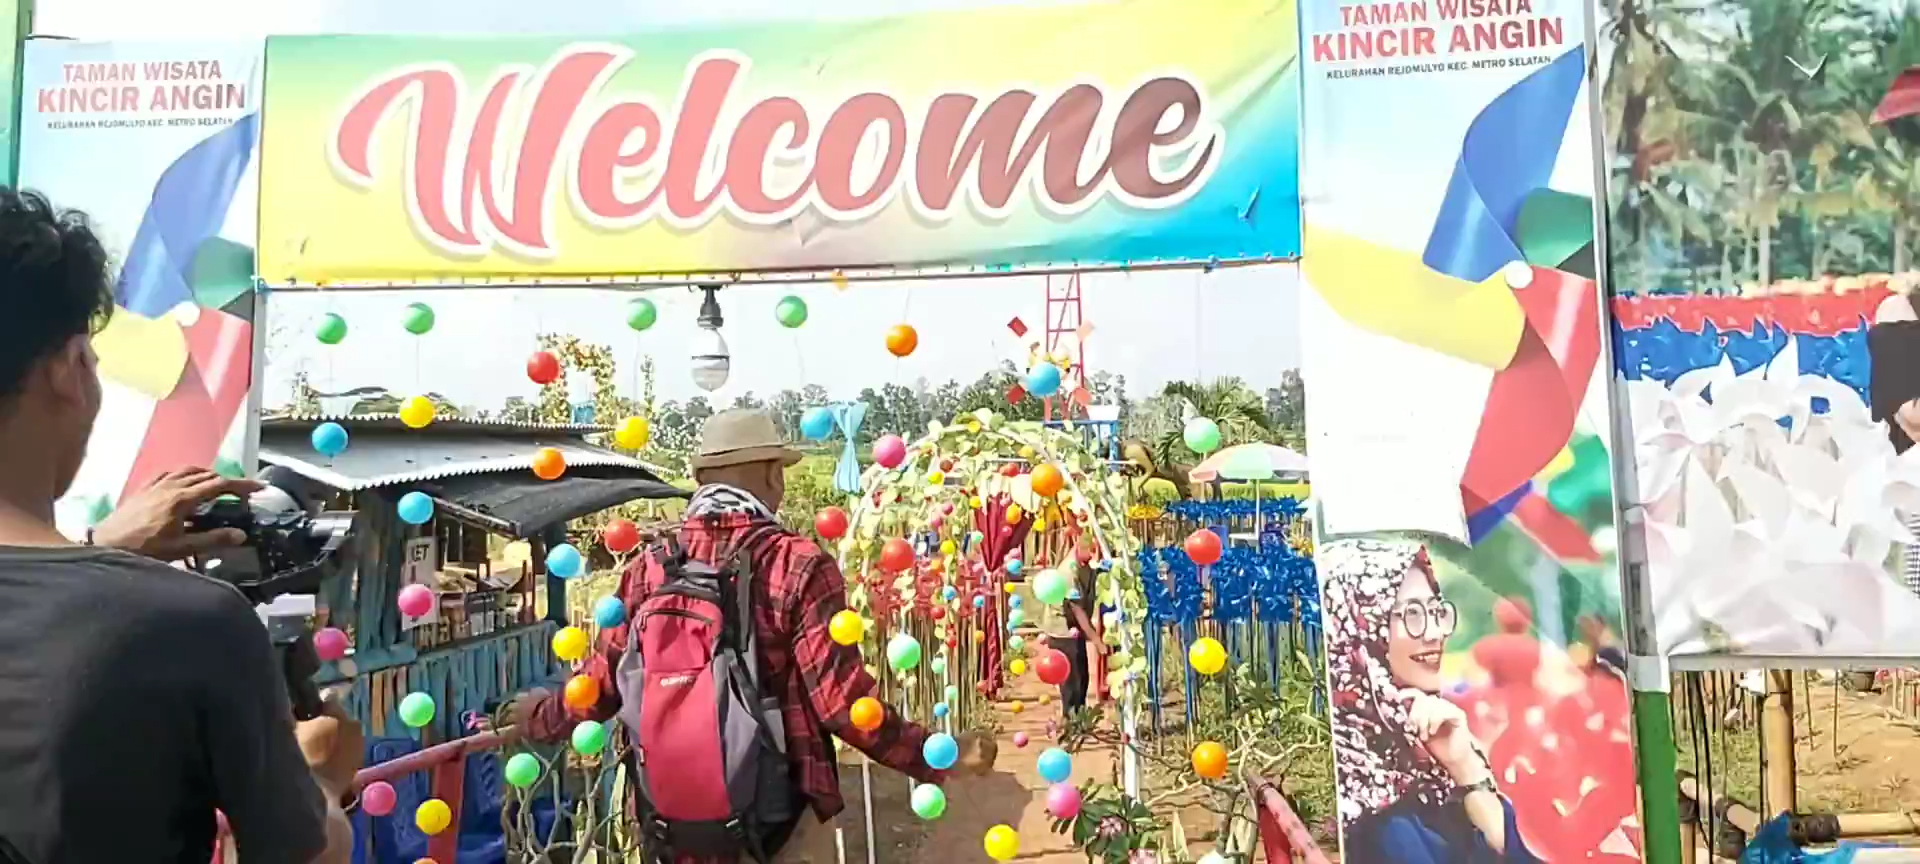 TAMAN WISATA
KINCIR ANGIN
KELURAHAN REJOMULYO KEC. METRO SELATAN
Welcome
TAMAN WISATA
KINCIR ANGIN
KELURAHAN REJOMULYO KEC. METRO SELATAN